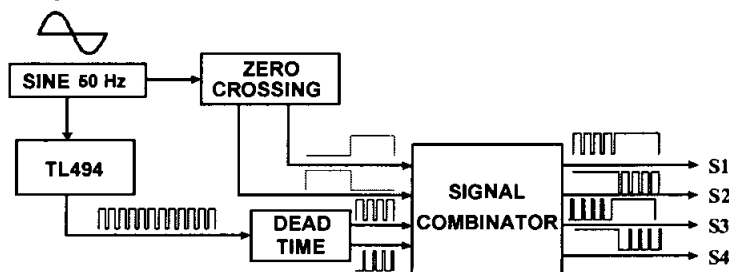 SINE 50 Hz
ZERO
CROSSING
TL494
DEAD
TIME
SIGNAL
COMBINATOR
S1
S2
S3
S4